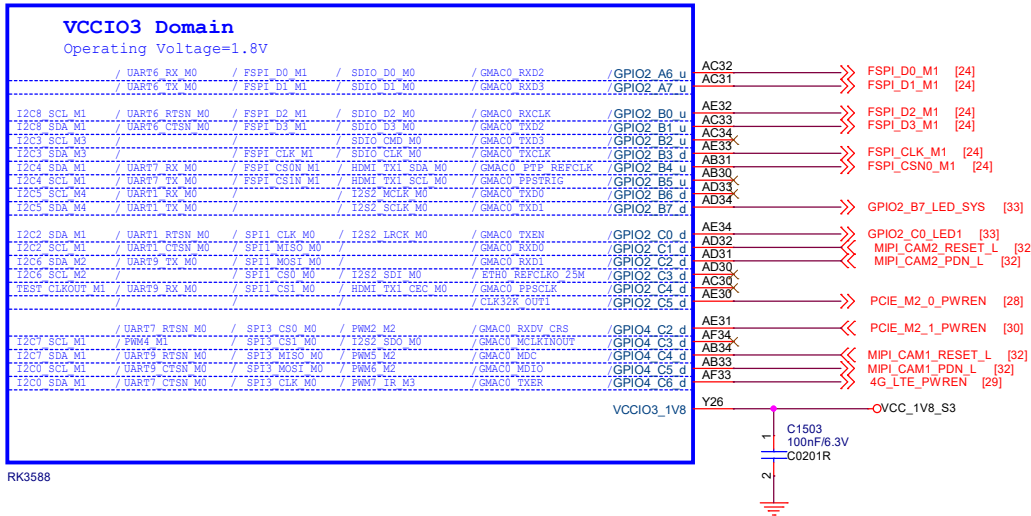 VCCIO3 Domain
Operating Voltage=1.8V
/ UART6_RX_M0 / FSPI_D0_M1 / SDIO_D0_M0 / GMAC0_RXD2 /GPIO2_A6_u AC32 FSPI_D0_M1 [24]
/ UART6_TX_M0 / FSPI_D1_M1 / SDIO_D1_M0 / GMAC0_RXD3 /GPIO2_A7_u AC31 FSPI_D1_M1 [24]
I2C8_SCL_M1 / UART6_RTSN_M0 / FSPI_D2_M1 / SDIO_D2_M0 / GMAC0_RXCLK /GPIO2_B0_u AE32 FSPI_D2_M1 [24]
I2C8_SDA_M1 / UART6_CTSN_M0 / FSPI_D3_M1 / SDIO_D3_M0 / GMAC0_TXD2 /GPIO2_B1_u AC33 FSPI_D3_M1 [24]
I2C3_SCL_M3 / / / SDIO_CMD_M0 / GMAC0_TXD3 /GPIO2_B2_u AC34
I2C3_SDA_M3 / / FSPI_CLK_M1 / SDIO_CLK_M0 / GMAC0_TXCLK /GPIO2_B3_d AE33 FSPI_CLK_M1 [24]
I2C4_SDA_M1 / UART7_RX_M0 / FSPI_CS0N_M1 / HDMI_TX1_SDA_M0 / GMAC0_PTP_REFCLK /GPIO2_B4_u AB31 FSPI_CSN0_M1 [24]
I2C4_SCL_M1 / UART7_TX_M0 / FSPI_CS1N_M1 / HDMI_TX1_SCL_M0 / GMAC0_PPSTRIG /GPIO2_B5_u AB30
I2C5_SCL_M4 / UART1_RX_M0 / / I2S2_MCLK_M0 / GMAC0_TXD0 /GPIO2_B6_d AD33
I2C5_SDA_M4 / UART1_TX_M0 / / I2S2_SCLK_M0 / GMAC0_TXD1 /GPIO2_B7_d AD34 GPIO2_B7_LED_SYS [33]
I2C2_SDA_M1 / UART1_RTSN_M0 / SPI1_CLK_M0 / I2S2_LRCK_M0 / GMAC0_TXEN /GPIO2_C0_d AE34 GPIO2_C0_LED1 [33]
I2C2_SCL_M1 / UART1_CTSN_M0 / SPI1_MISO_M0 / / GMAC0_RXD0 /GPIO2_C1_d AD32 MIPI_CAM2_RESET_L [32
I2C6_SDA_M2 / UART9_TX_M0 / SPI1_MOSI_M0 / / GMAC0_RXD1 /GPIO2_C2_d AD31 MIPI_CAM2_PDN_L [32]
I2C6_SCL_M2 / / SPI1_CS0_M0 / I2S2_SDI_M0 / ETH0_REFCLKO_25M /GPIO2_C3_d AD30
TEST_CLKOUT_M1 / UART9_RX_M0 / SPI1_CS1_M0 / HDMI_TX1_CEC_M0 / GMAC0_PPSCLK /GPIO2_C4_d AC30
/ / / /CLK32K_OUT1 /GPIO2_C5_d AE30 PCIE_M2_0_PWREN [28]
/ UART7_RTSN_M0 / SPI3_CS0_M0 / PWM2_M2 /GMAC0_RXDV_CRS /GPIO4_C2_d AE31 PCIE_M2_1_PWREN [30]
I2C7_SCL_M1 /PWM4_M1 / SPI3_CS1_M0 / I2S2_SDO_M0 /GMAC0_MCLKINOUT /GPIO4_C3_d AF34
I2C7_SDA_M1 / UART9_RTSN_M0 / SPI3_MISO_M0 / PWM5_M2 /GMAC0_MDC /GPIO4_C4_d AB34 MIPI_CAM1_RESET_L [32]
I2C0_SCL_M1 / UART9_CTSN_M0 / SPI3_MOSI_M0 / PWM6_M2 /GMAC0_MDIO /GPIO4_C5_d AB33 MIPI_CAM1_PDN_L [32]
I2C0_SDA_M1 / UART7_CTSN_M0 / SPI3_CLK_M0 / PWM7_IR_M3 /GMAC0_TXER /GPIO4_C6_d AF33 4G_LTE_PWREN [29]
VCCIO3_1V8 Y26 VCC_1V8_S3
1 C1503
100nF/6.3V
C0201R
2
RK3588